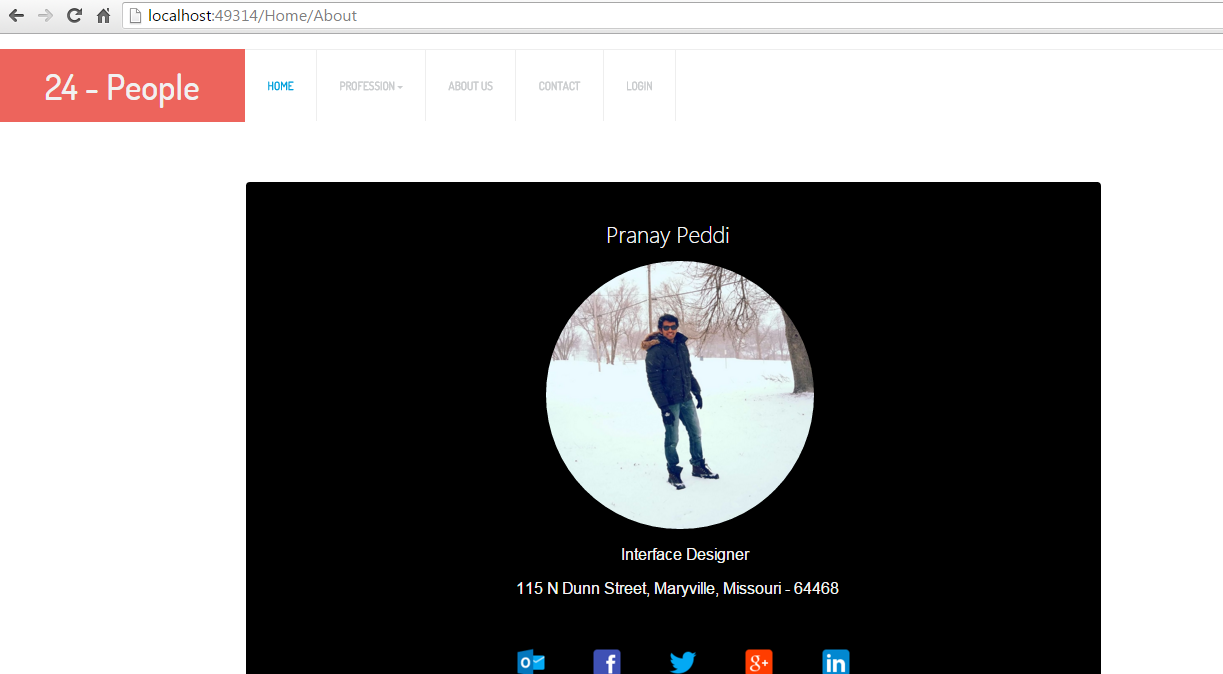 localhost:49314/Home/About
24 - People
HOME PROFESSION ABOUT US CONTACT LOGIN
Pranay Peddi
Interface Designer
115 N Dunn Street, Maryville, Missouri - 64468
o f g+ in